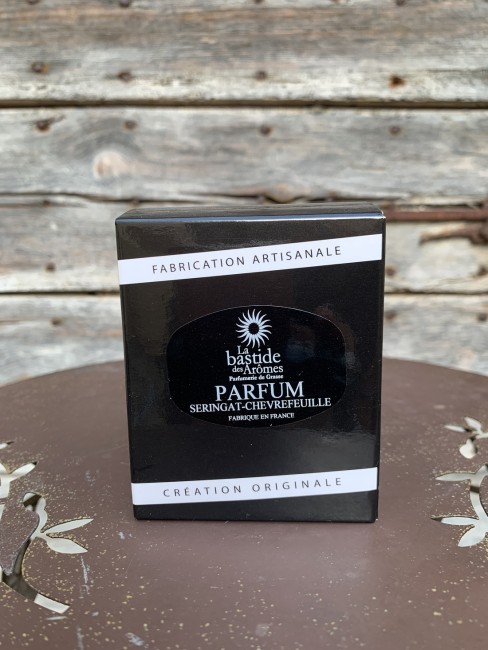 FABRICATION ARTISANALE
La
bastide
des Arômes
Parfumerie de Grasse
PARFUM
SERINGAT-CHEVREFEUILLE
FABRIQUE EN FRANCE
CRÉATION ORIGINALE